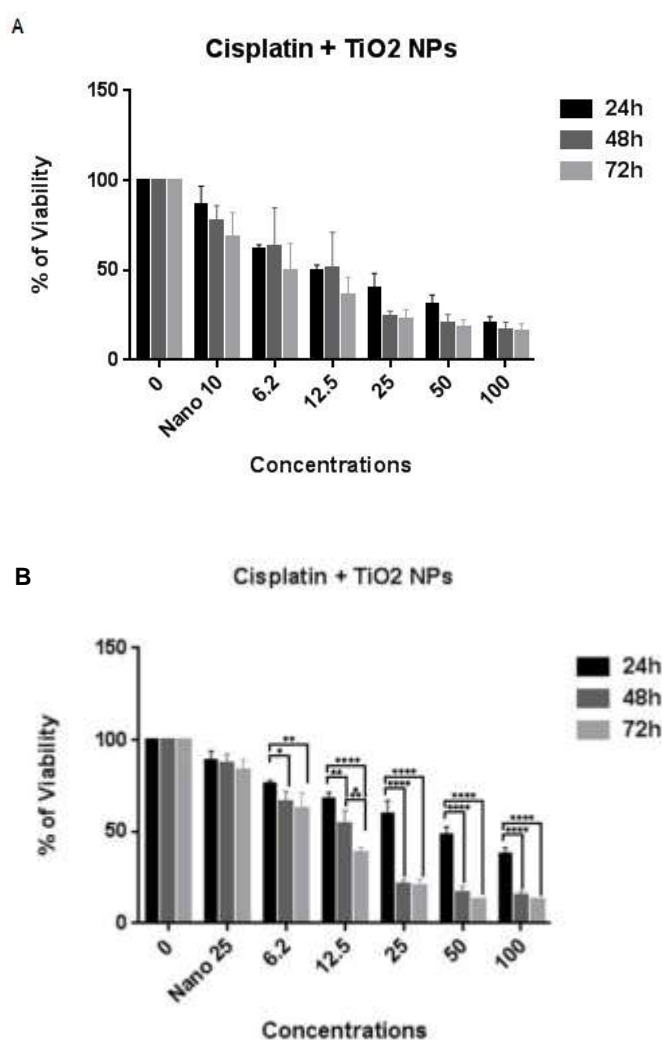 A
Cisplatin + TiO2 NPs
150
100
50
0
% of Viability
24h
48h
72h
0
Nano 10
6.2
12.5
25
50
100
Concentrations
B
Cisplatin + TiO2 NPs
150
100
50
0
% of Viability
24h
48h
72h
**
*
****
**
**
****
****
****
****
****
****
0
Nano 25
6.2
12.5
25
50
100
Concentrations